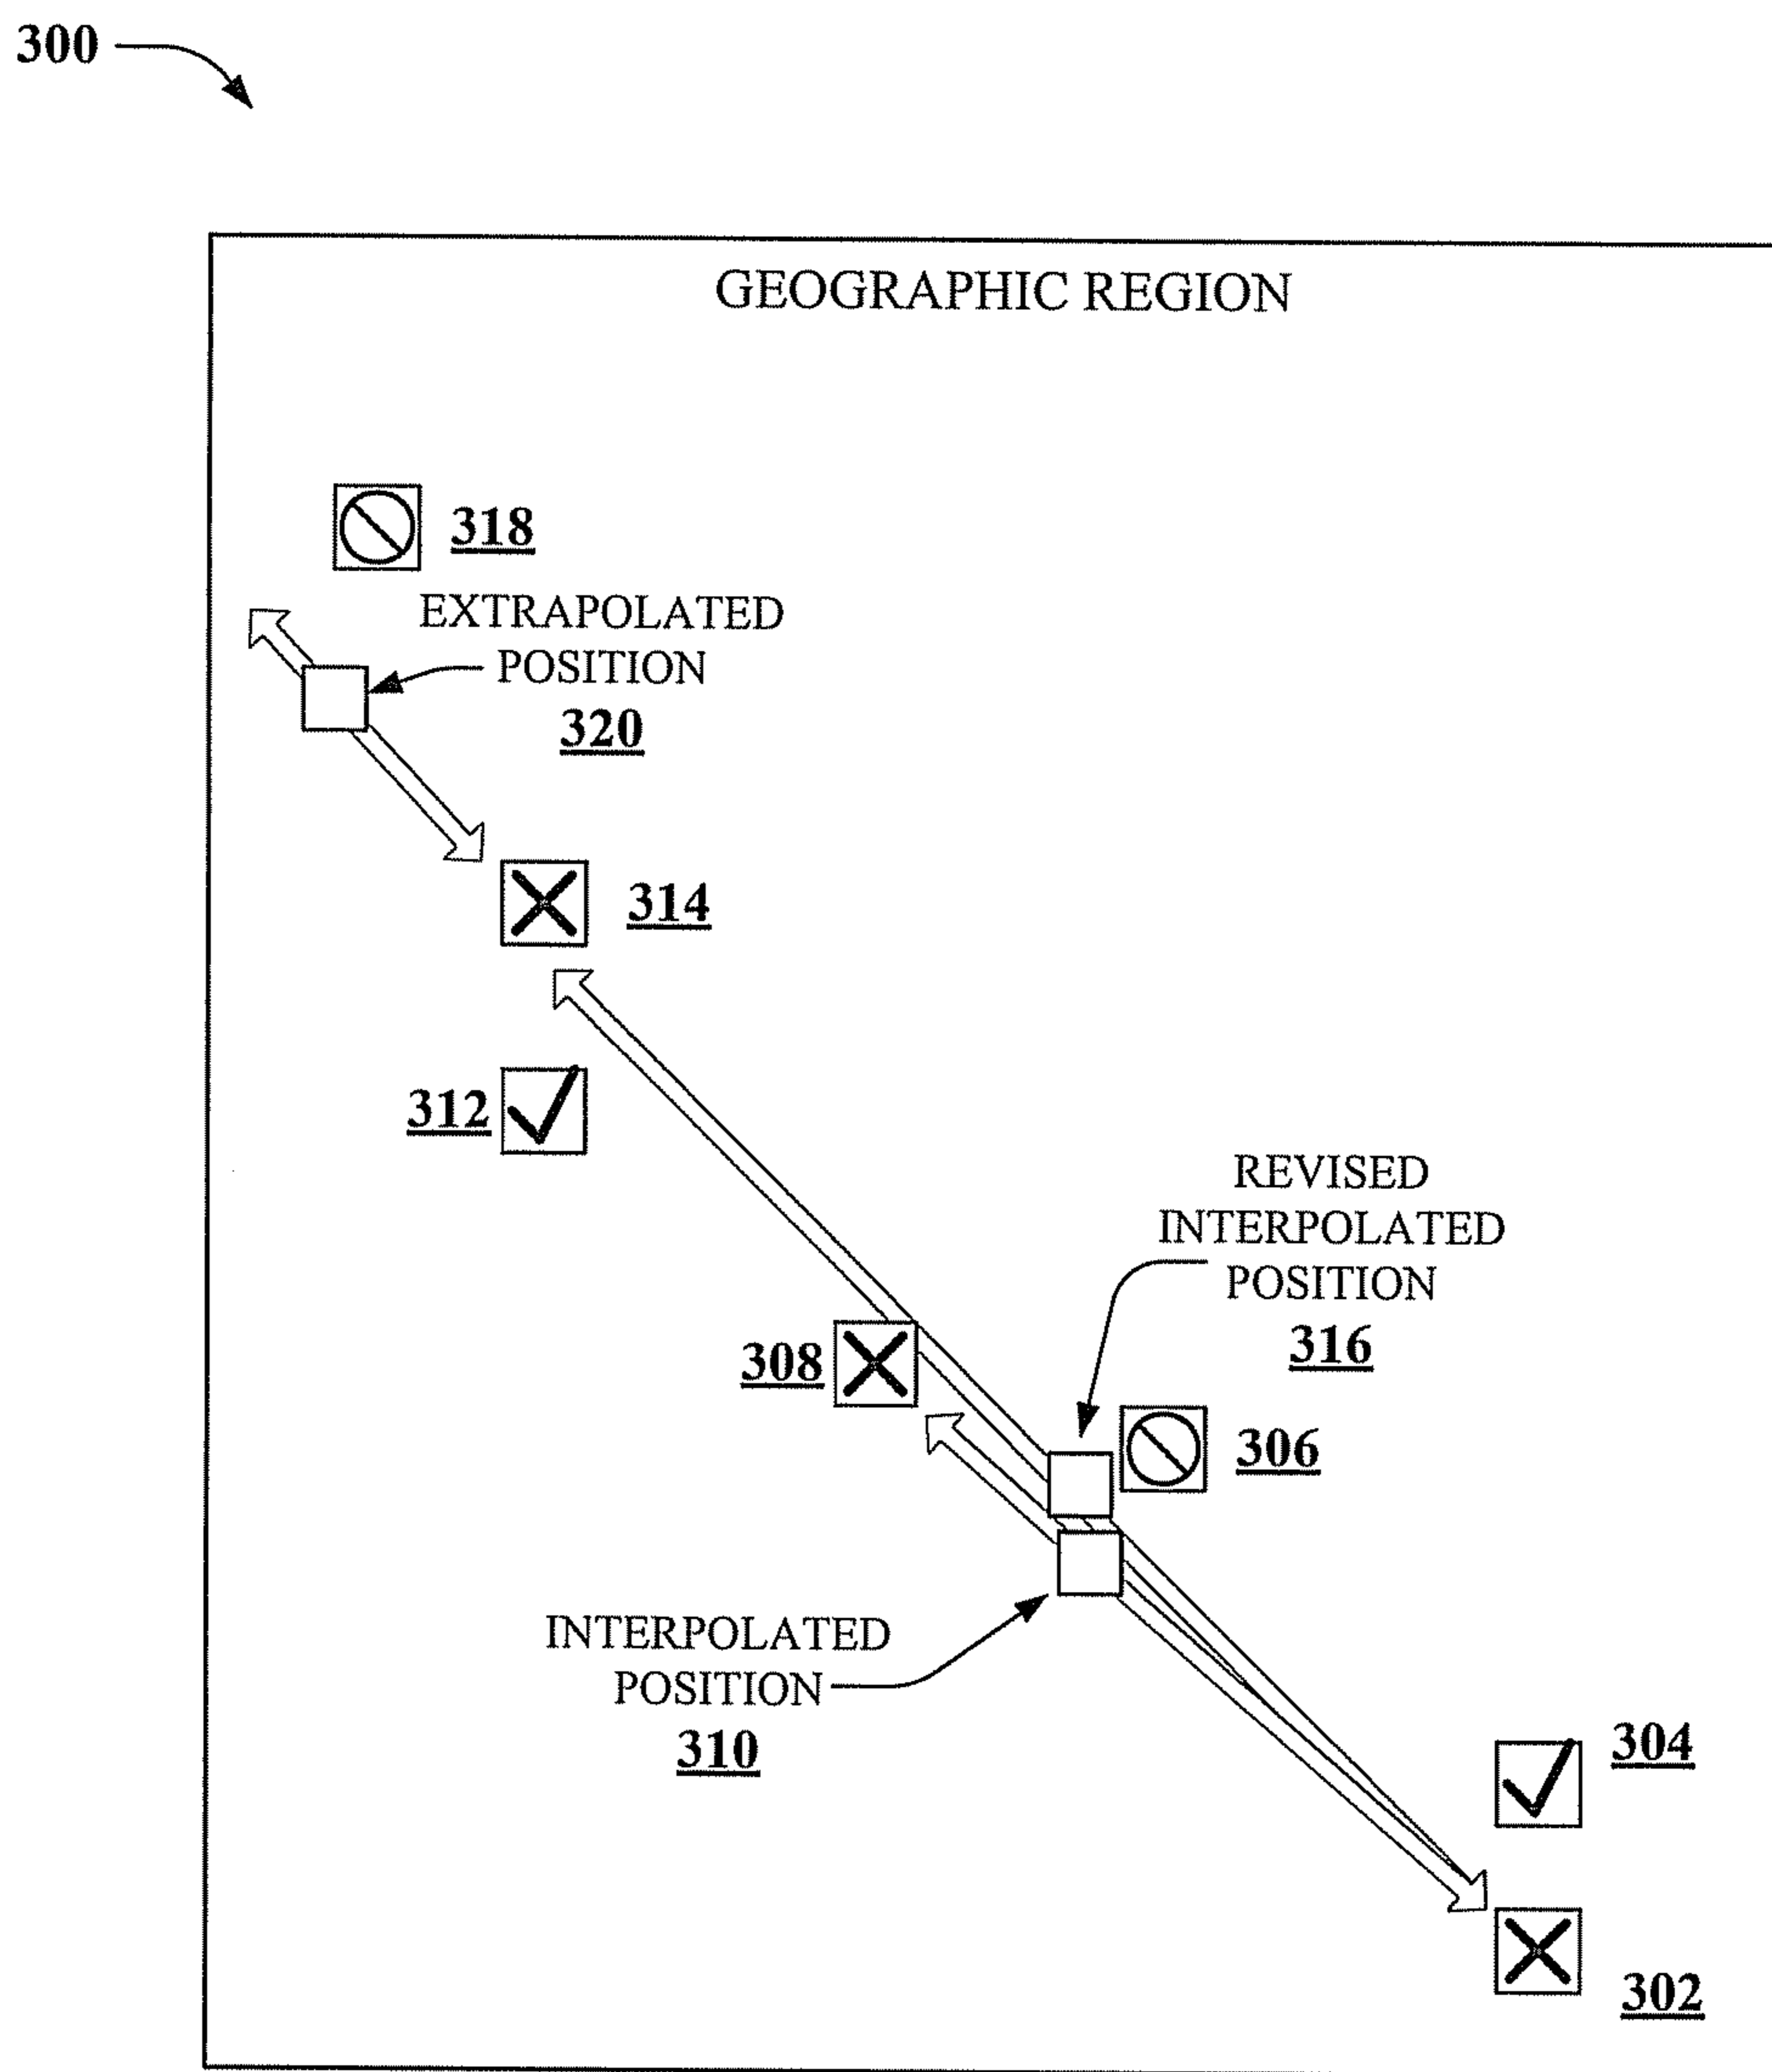 300
GEOGRAPHIC REGION
318
EXTRAPOLATED
POSITION
320
314
312
REVISED
INTERPOLATED
POSITION
316
308
306
INTERPOLATED
POSITION
310
304
302